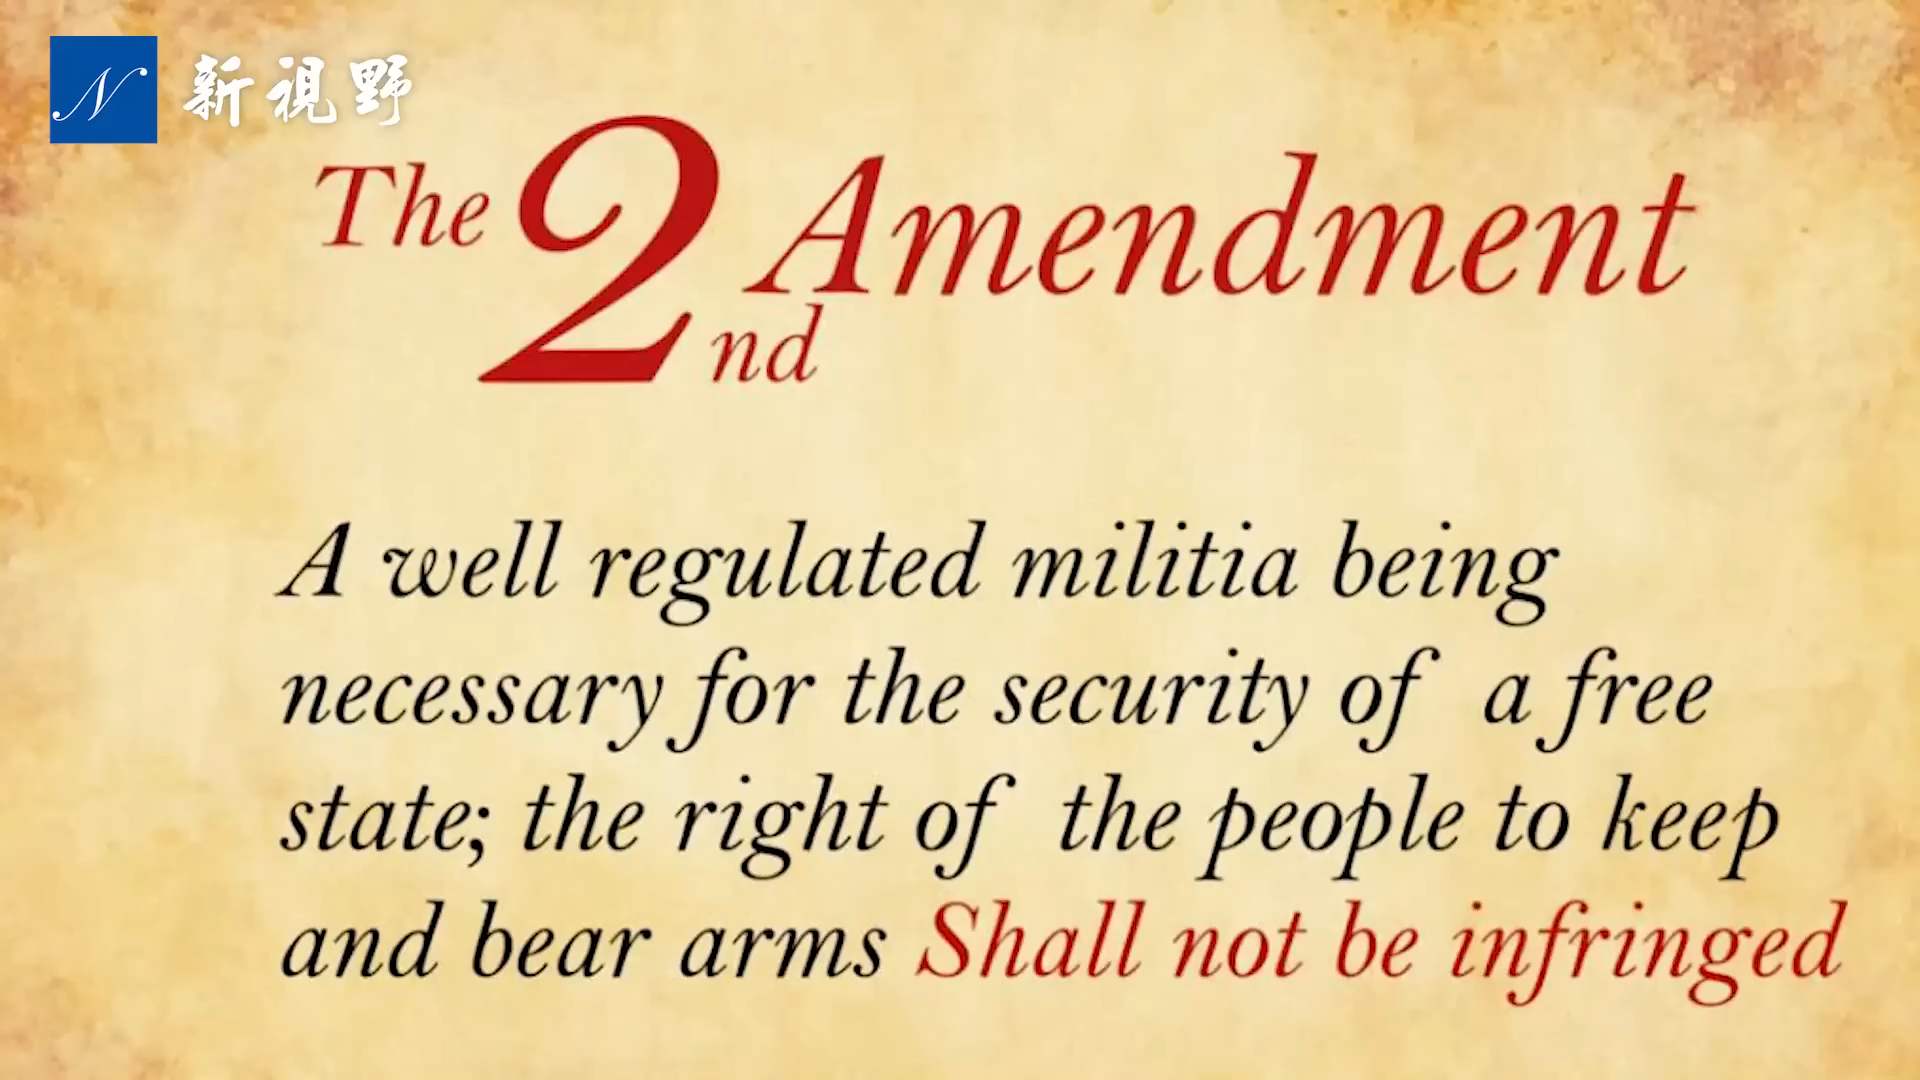 N 新視野
The 2nd Amendment
A well regulated militia being
necessary for the security of a free
state; the right of the people to keep
and bear arms Shall not be infringed